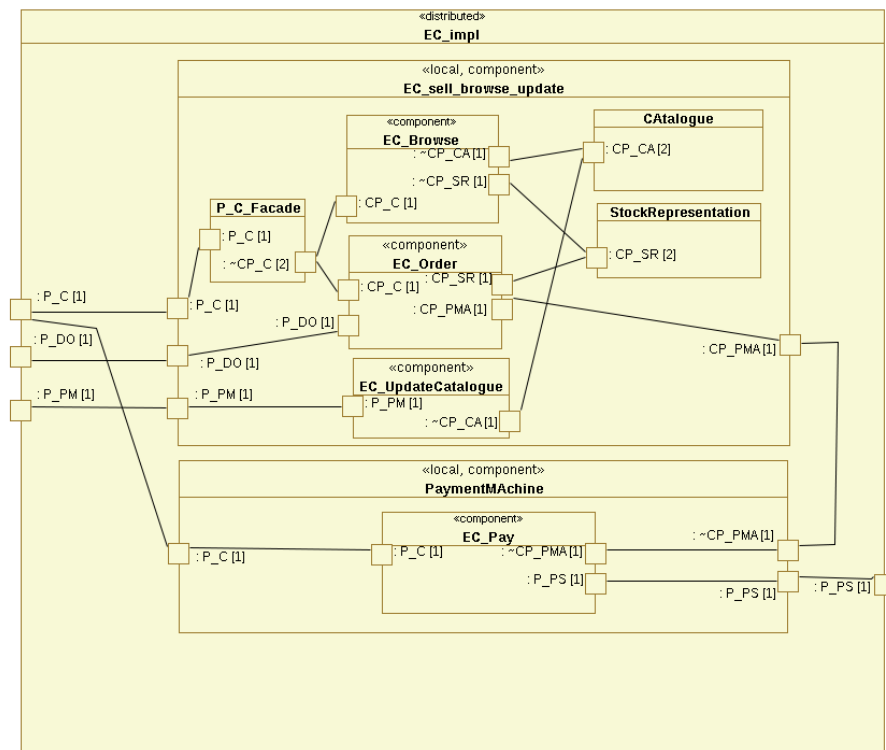 «distributed»
EC_impl
«local, component»
EC_sell_browse_update
«component»
EC_Browse
: ~CP_CA[1]
: ~CP_SR [1]
: CP_C [1]
CAtalogue
: CP_CA[2]
P_C_Facade
: P_C [1]
: ~CP_C [2]
StockRepresentation
: CP_SR [2]
«component»
EC_Order
: CP_SR [1]
: CP_C [1]
: CP_PMA[1]
: P_DO [1]
: P_C [1]
: P_C [1]
: P_DO [1]
: P_DO [1]
: CP_PMA[1]
«component»
EC_UpdateCatalogue
: P_PM [1]
: P_PM [1]
: P_PM [1]
: ~CP_CA[1]
«local, component»
PaymentMAchine
«component»
EC_Pay
: P_C [1]
: P_C [1]
: ~CP_PMA[1]
: ~CP_PMA[1]
: P_PS [1]
: P_PS [1]
: P_PS [1]